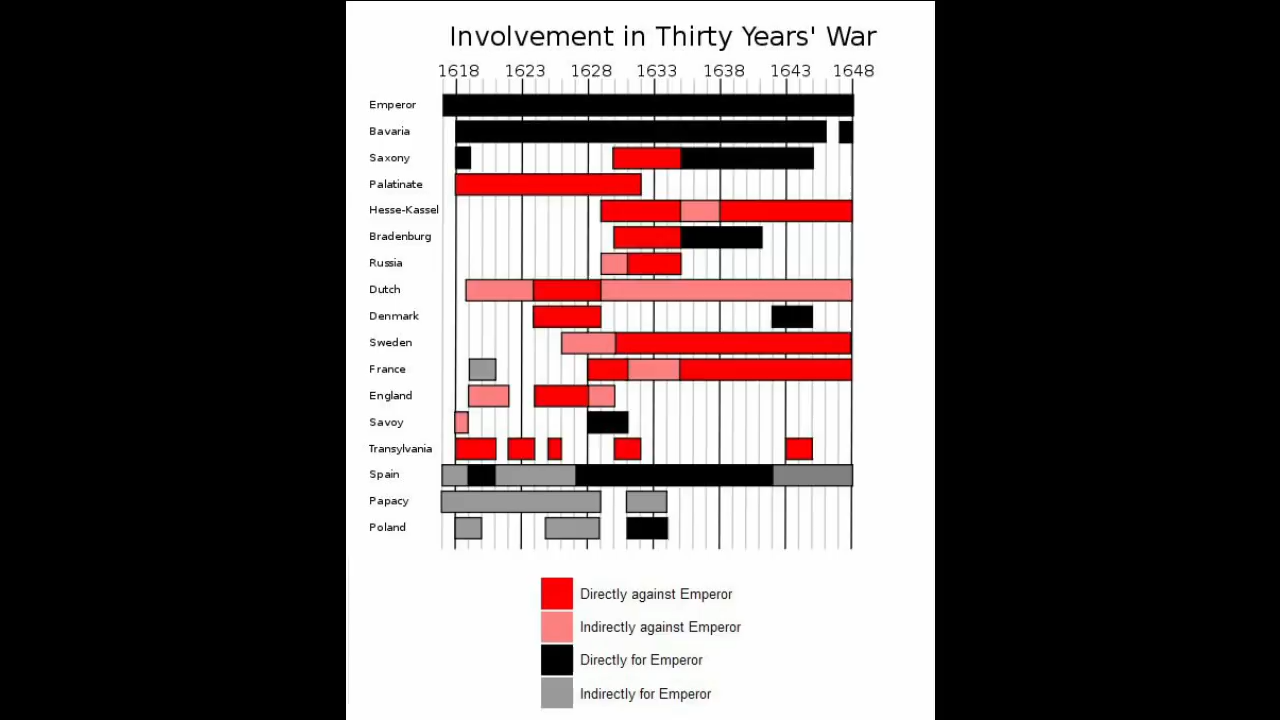 Involvement in Thirty Years' War
1618 1623 1628 1633 1638 1643 1648
Emperor
Bavaria
Saxony
Palatinate
Hesse-Kassel
Bradenburg
Russia
Dutch
Denmark
Sweden
France
England
Savoy
Transylvania
Spain
Papacy
Poland
Directly against Emperor
Indirectly against Emperor
Directly for Emperor
Indirectly for Emperor